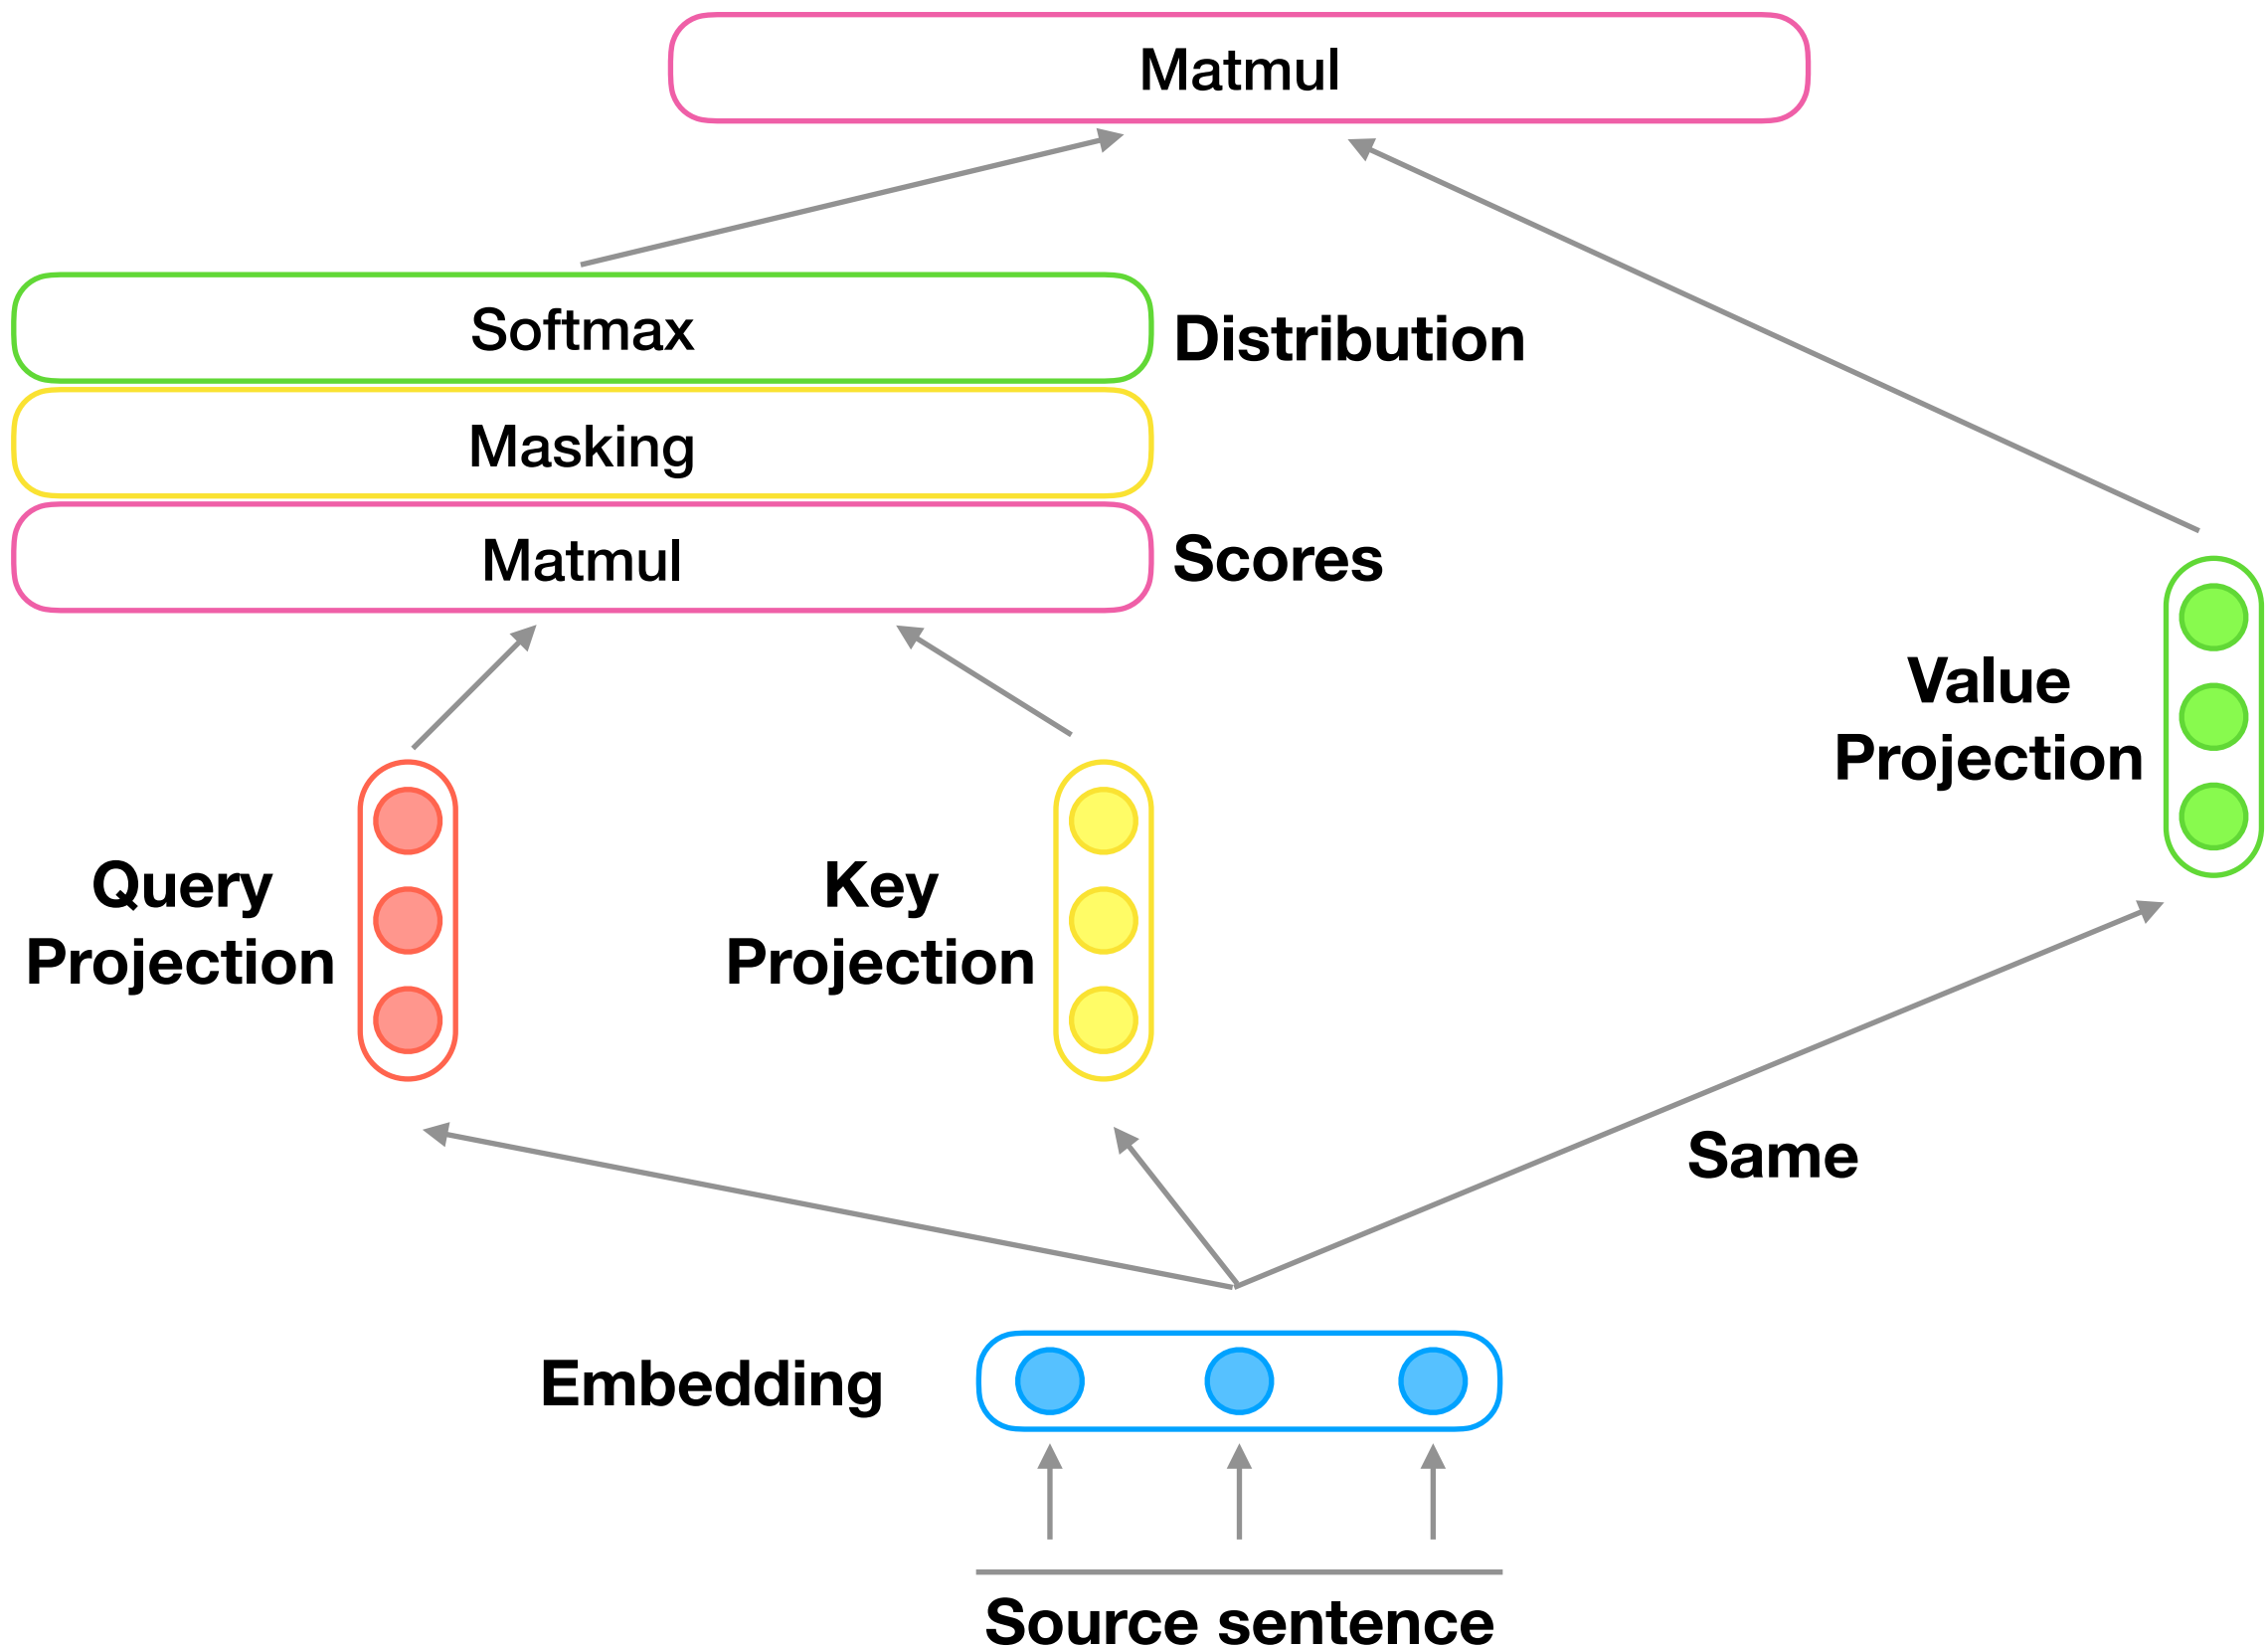 Matmul
Softmax
Distribution
Masking
Matmul
Scores
Value
Projection
Query
Projection
Key
Projection
Same
Embedding
Source sentence